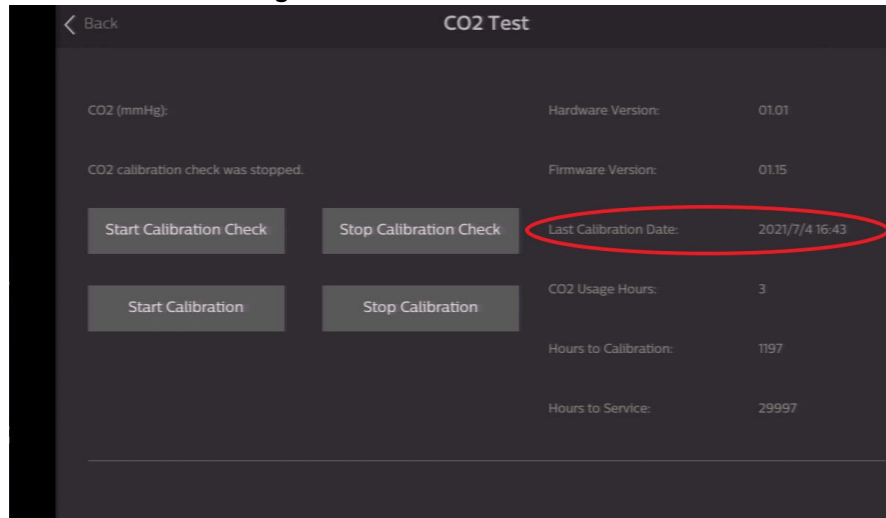 Back
CO2 Test
CO2 (mmHg):
Hardware Version: 01.01
CO2 calibration check was stopped.
Firmware Version: 01.15
Start Calibration Check
Stop Calibration Check
Last Calibration Date: 2021/7/4 16:43
CO2 Usage Hours: 3
Start Calibration
Stop Calibration
Hours to Calibration: 1197
Hours to Service: 29997